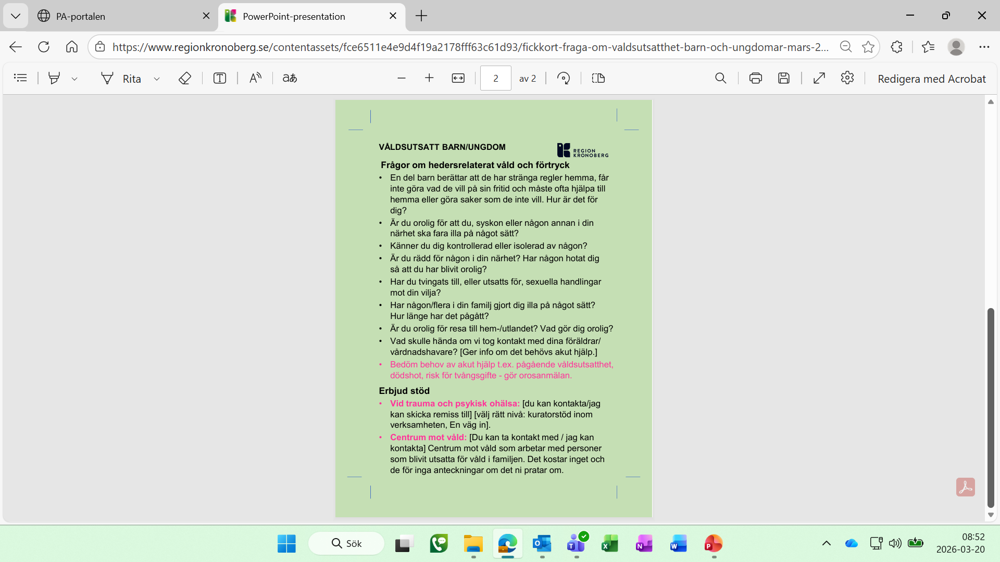 PA-portalen
PowerPoint-presentation
https://www.regionkronoberg.se/contentassets/fce6511e4e9d4f19a2178fff63c61d93/fickkort-fraga-om-valdsutsatthet-barn-och-ungdomar-mars-2...
Rita
aあ
2
av 2
Redigera med Acrobat
VÅLDSUTSATT BARN/UNGDOM
REGION
KRONOBERG
Frågor om hedersrelaterat våld och förtryck
• En del barn berättar att de har stränga regler hemma, får
inte göra vad de vill på sin fritid och måste ofta hjälpa till
hemma eller göra saker som de inte vill. Hur är det för
dig?
• Är du orolig för att du, syskon eller någon annan i din
närhet ska fara illa på något sätt?
• Känner du dig kontrollerad eller isolerad av någon?
• Är du rädd för någon i din närhet? Har någon hotat dig
så att du har blivit orolig?
• Har du tvingats till, eller utsatts för, sexuella handlingar
mot din vilja?
• Har någon/flera i din familj gjort dig illa på något sätt?
Hur länge har det pågått?
• Är du orolig för resa till hem-/utlandet? Vad gör dig orolig?
• Vad skulle hända om vi tog kontakt med dina föräldrar/
vårdnadshavare? [Ger info om det behövs akut hjälp.]
• Bedöm behov av akut hjälp t.ex. pågående våldsutsatthet,
dödshot, risk för tvångsgifte - gör orosanmälan.
Erbjud stöd
• Vid trauma och psykisk ohälsa: [du kan kontakta/jag
kan skicka remiss till] [välj rätt nivå: kuratorstöd inom
verksamheten, En väg in].
• Centrum mot våld: [Du kan ta kontakt med / jag kan
kontakta] Centrum mot våld som arbetar med personer
som blivit utsatta för våld i familjen. Det kostar inget och
de för inga anteckningar om det ni pratar om.
Sök
08:52
2026-03-20